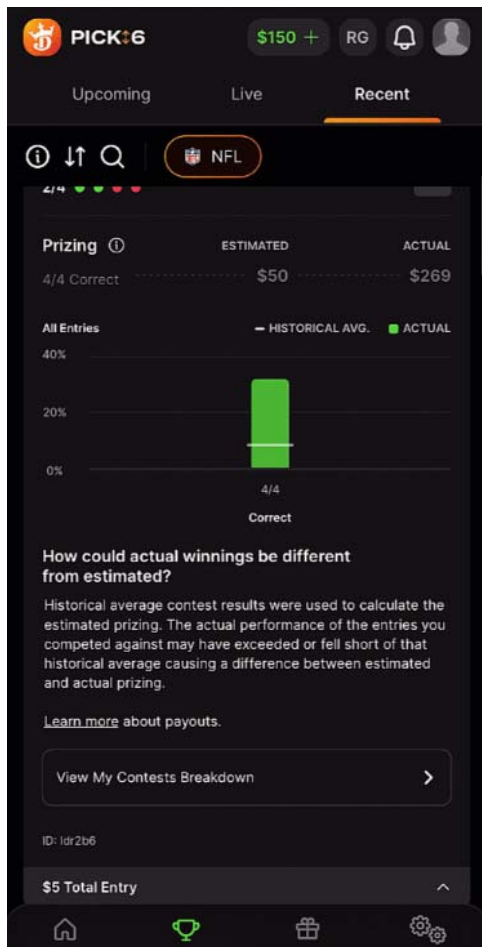 PICK6
$150 +
RG
Upcoming
Live
Recent
NFL
2/4
Prizing
ESTIMATED
ACTUAL
4/4 Correct
$50
$269
All Entries
HISTORICAL AVG.
ACTUAL
40%
20%
0%
4/4
Correct
How could actual winnings be different
from estimated?
Historical average contest results were used to calculate the
estimated prizing. The actual performance of the entries you
competed against may have exceeded or fell short of that
historical average causing a difference between estimated
and actual prizing.
Learn more about payouts.
View My Contests Breakdown
ID: ldr2b6
$5 Total Entry